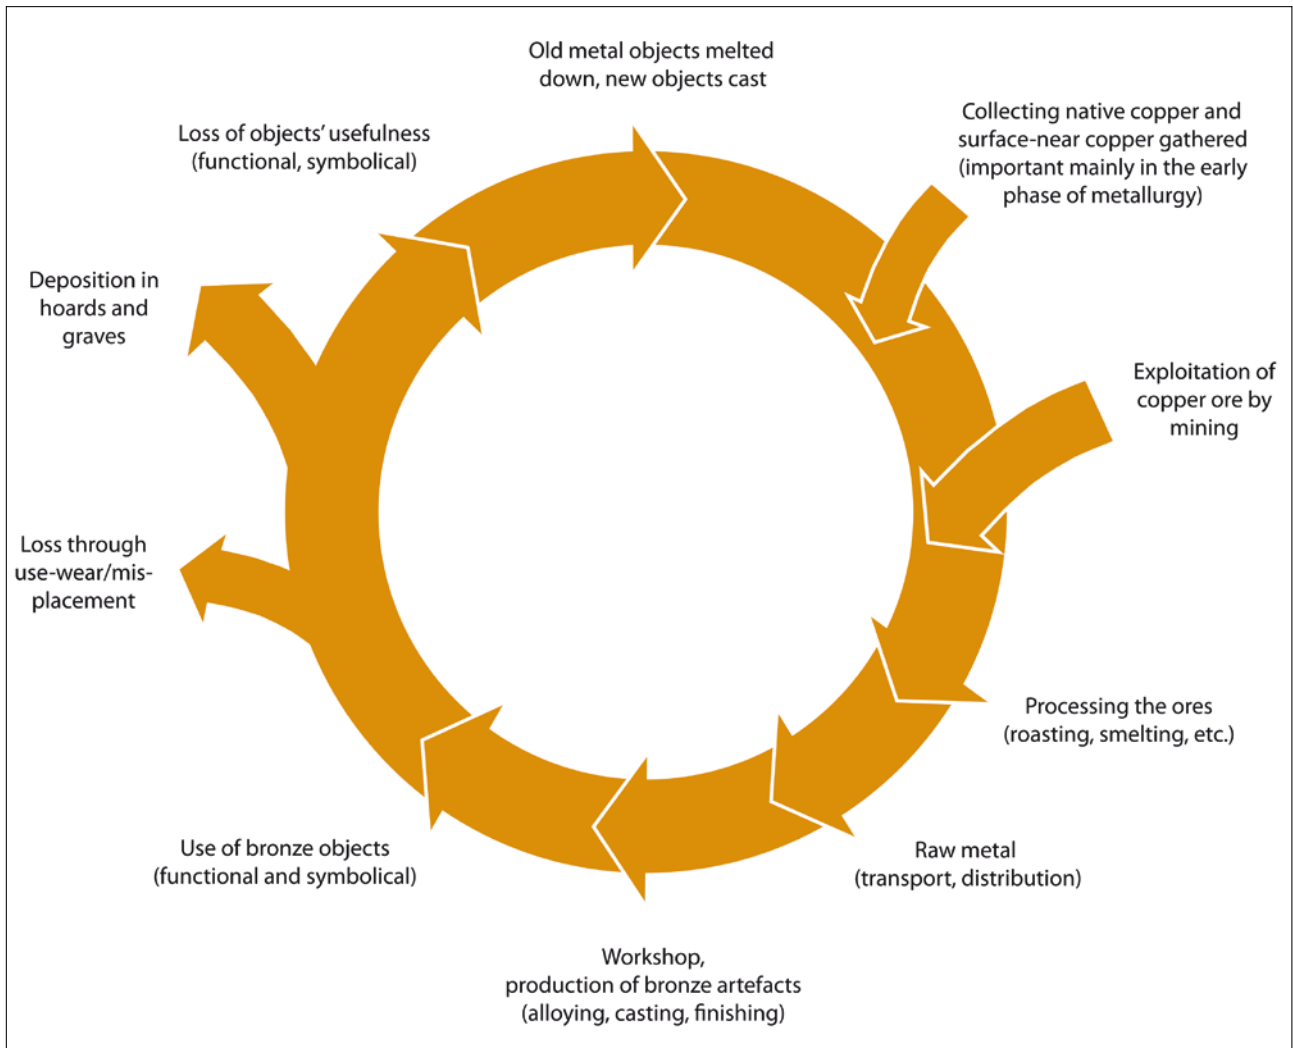 Old metal objects melted
down, new objects cast
Collecting native copper and
surface-near copper gathered
(important mainly in the early
phase of metallurgy)
Exploitation of
copper ore by
mining
Processing the ores
(roasting, smelting, etc.)
Raw metal
(transport, distribution)
Workshop,
production of bronze artefacts
(alloying, casting, finishing)
Use of bronze objects
(functional and symbolical)
Loss through
use-wear/mis-
placement
Deposition in
hoards and
graves
Loss of objects’ usefulness
(functional, symbolical)